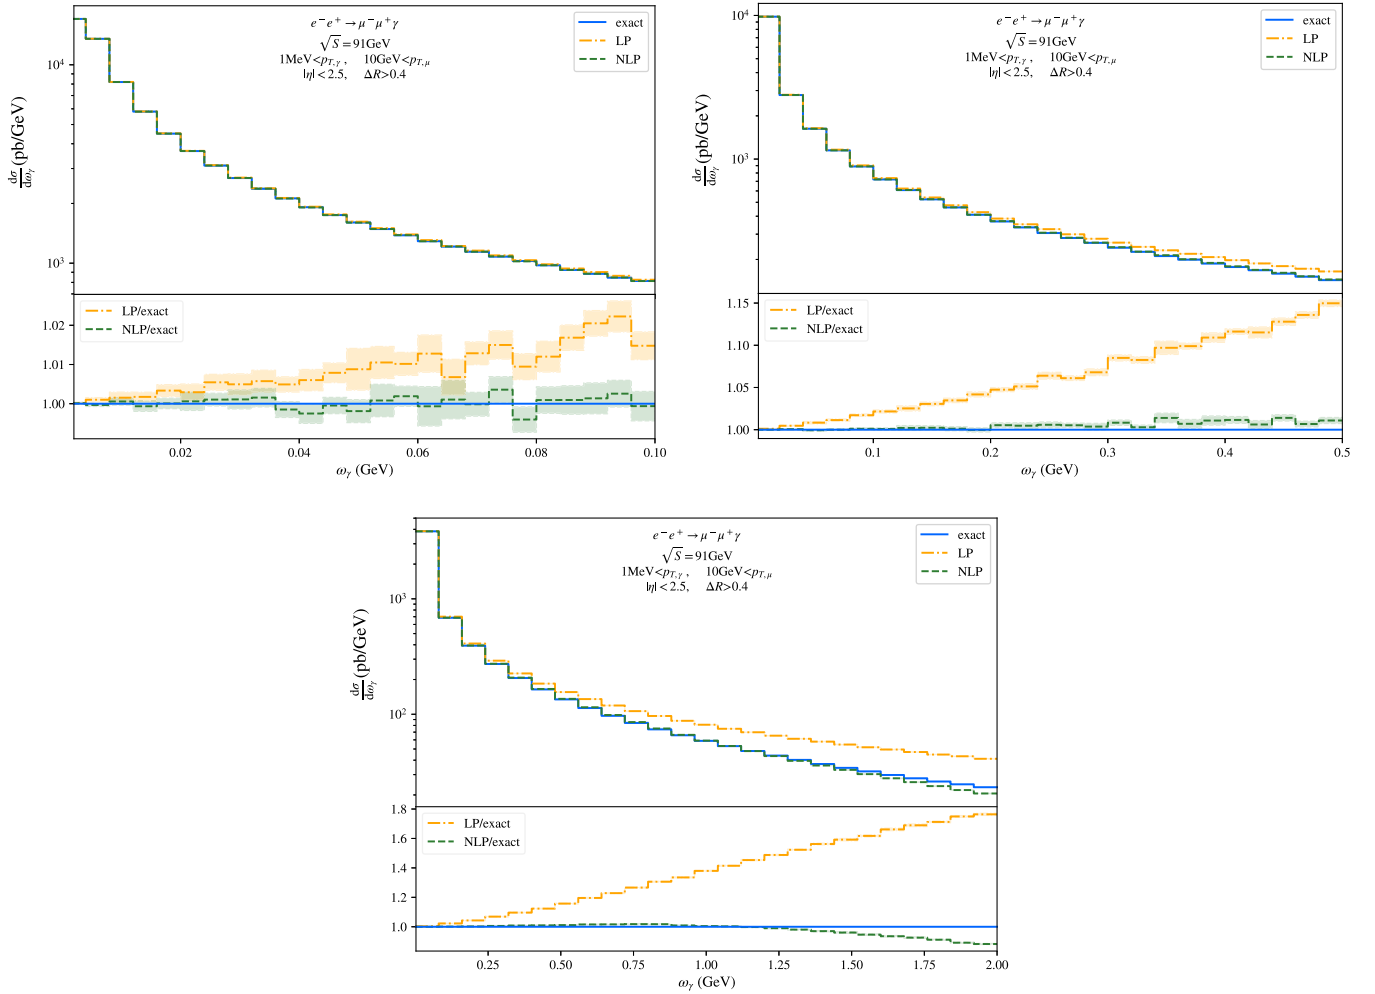 e⁻e⁺→μ⁻μ⁺γ
√S=91GeV
1MeV<p_{T,γ} , 10GeV<p_{T,μ}
|η|<2.5, ΔR>0.4
exact
LP
NLP
dσ/dω_γ (pb/GeV)
10⁴
10³
LP/exact
NLP/exact
1.02
1.01
1.00
0.02 0.04 0.06 0.08 0.10
ω_γ (GeV)
e⁻e⁺→μ⁻μ⁺γ
√S=91GeV
1MeV<p_{T,γ} , 10GeV<p_{T,μ}
|η|<2.5, ΔR>0.4
exact
LP
NLP
dσ/dω_γ (pb/GeV)
10⁴
10³
LP/exact
NLP/exact
1.15
1.10
1.05
1.00
0.1 0.2 0.3 0.4 0.5
ω_γ (GeV)
e⁻e⁺→μ⁻μ⁺γ
√S=91GeV
1MeV<p_{T,γ} , 10GeV<p_{T,μ}
|η|<2.5, ΔR>0.4
exact
LP
NLP
dσ/dω_γ (pb/GeV)
10³
10²
LP/exact
NLP/exact
1.8
1.6
1.4
1.2
1.0
0.25 0.50 0.75 1.00 1.25 1.50 1.75 2.00
ω_γ (GeV)